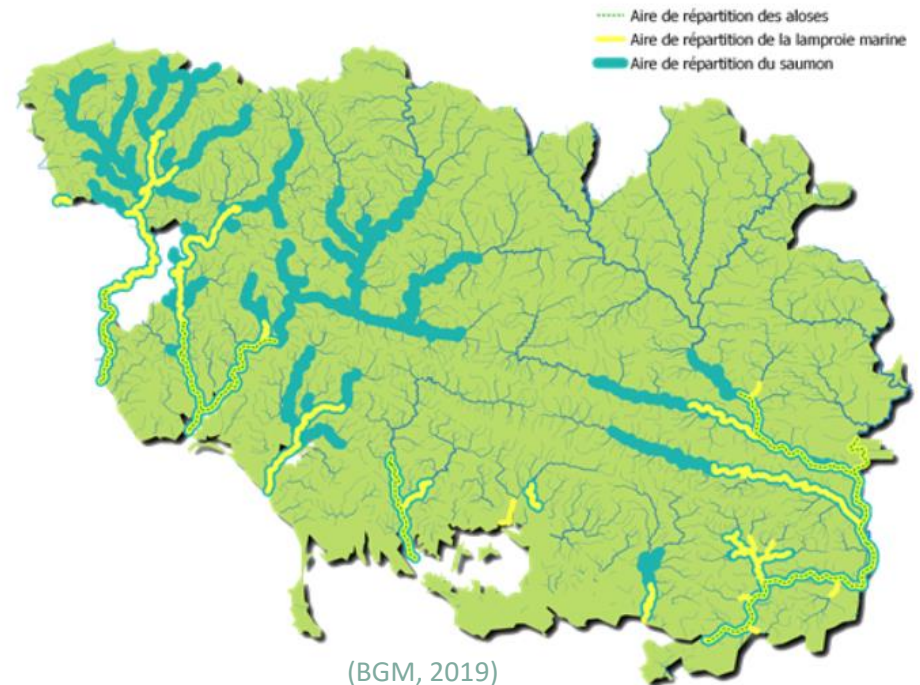 Aire de répartition des aloses
Aire de répartition de la lamproie marine
Aire de répartition du saumon
(BGM, 2019)